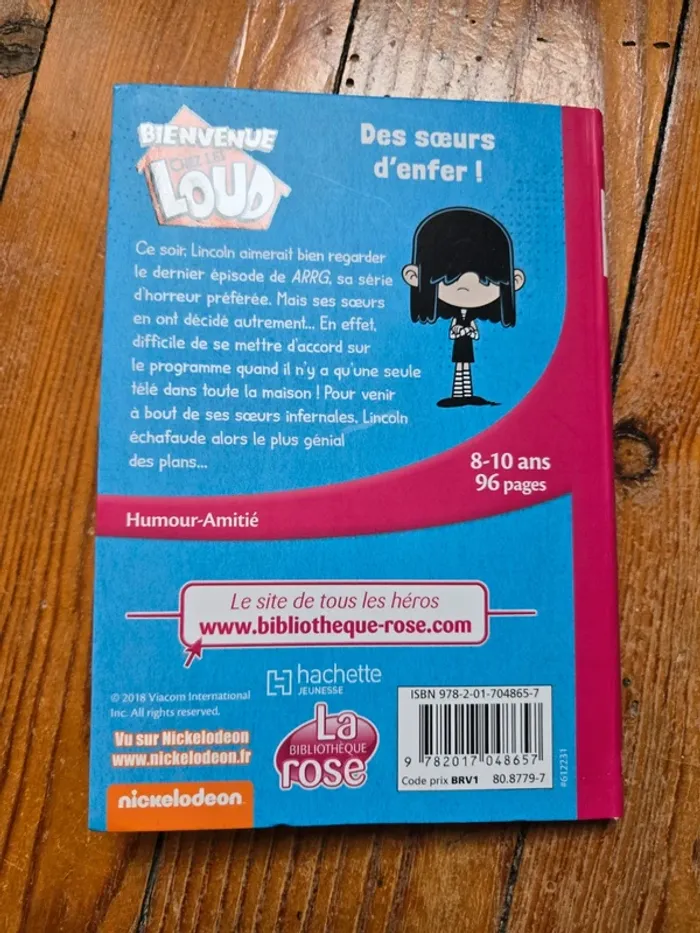 BIENVENUE
CHEZ LES
LOUD
Des sœurs
d'enfer !
Ce soir, Lincoln aimerait bien regarder
le dernier épisode de ARRG, sa série
d'horreur préférée. Mais ses sœurs
en ont décidé autrement... En effet,
difficile de se mettre d'accord sur
le programme quand il n'y a qu'une seule
télé dans toute la maison ! Pour venir
à bout de ses sœurs infernales, Lincoln
échafaude alors le plus génial
des plans...
8-10 ans
96 pages
Humour-Amitié
Le site de tous les héros
www.bibliotheque-rose.com
hachette
JEUNESSE
© 2018 Viacom International
Inc. All rights reserved.
Vu sur Nickelodeon
www.nickelodeon.fr
nickelodeon
La
BIBLIOTHÈQUE
rose
ISBN 978-2-01-704865-7
9 782017 048657
Code prix BRV1 80.8779-7
#612231